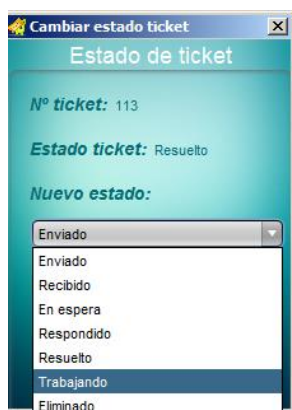 Cambiar estado ticket
Estado de ticket
Nº ticket: 113
Estado ticket: Resuelto
Nuevo estado:
Enviado
Enviado
Recibido
En espera
Respondido
Resuelto
Trabajando
Eliminado